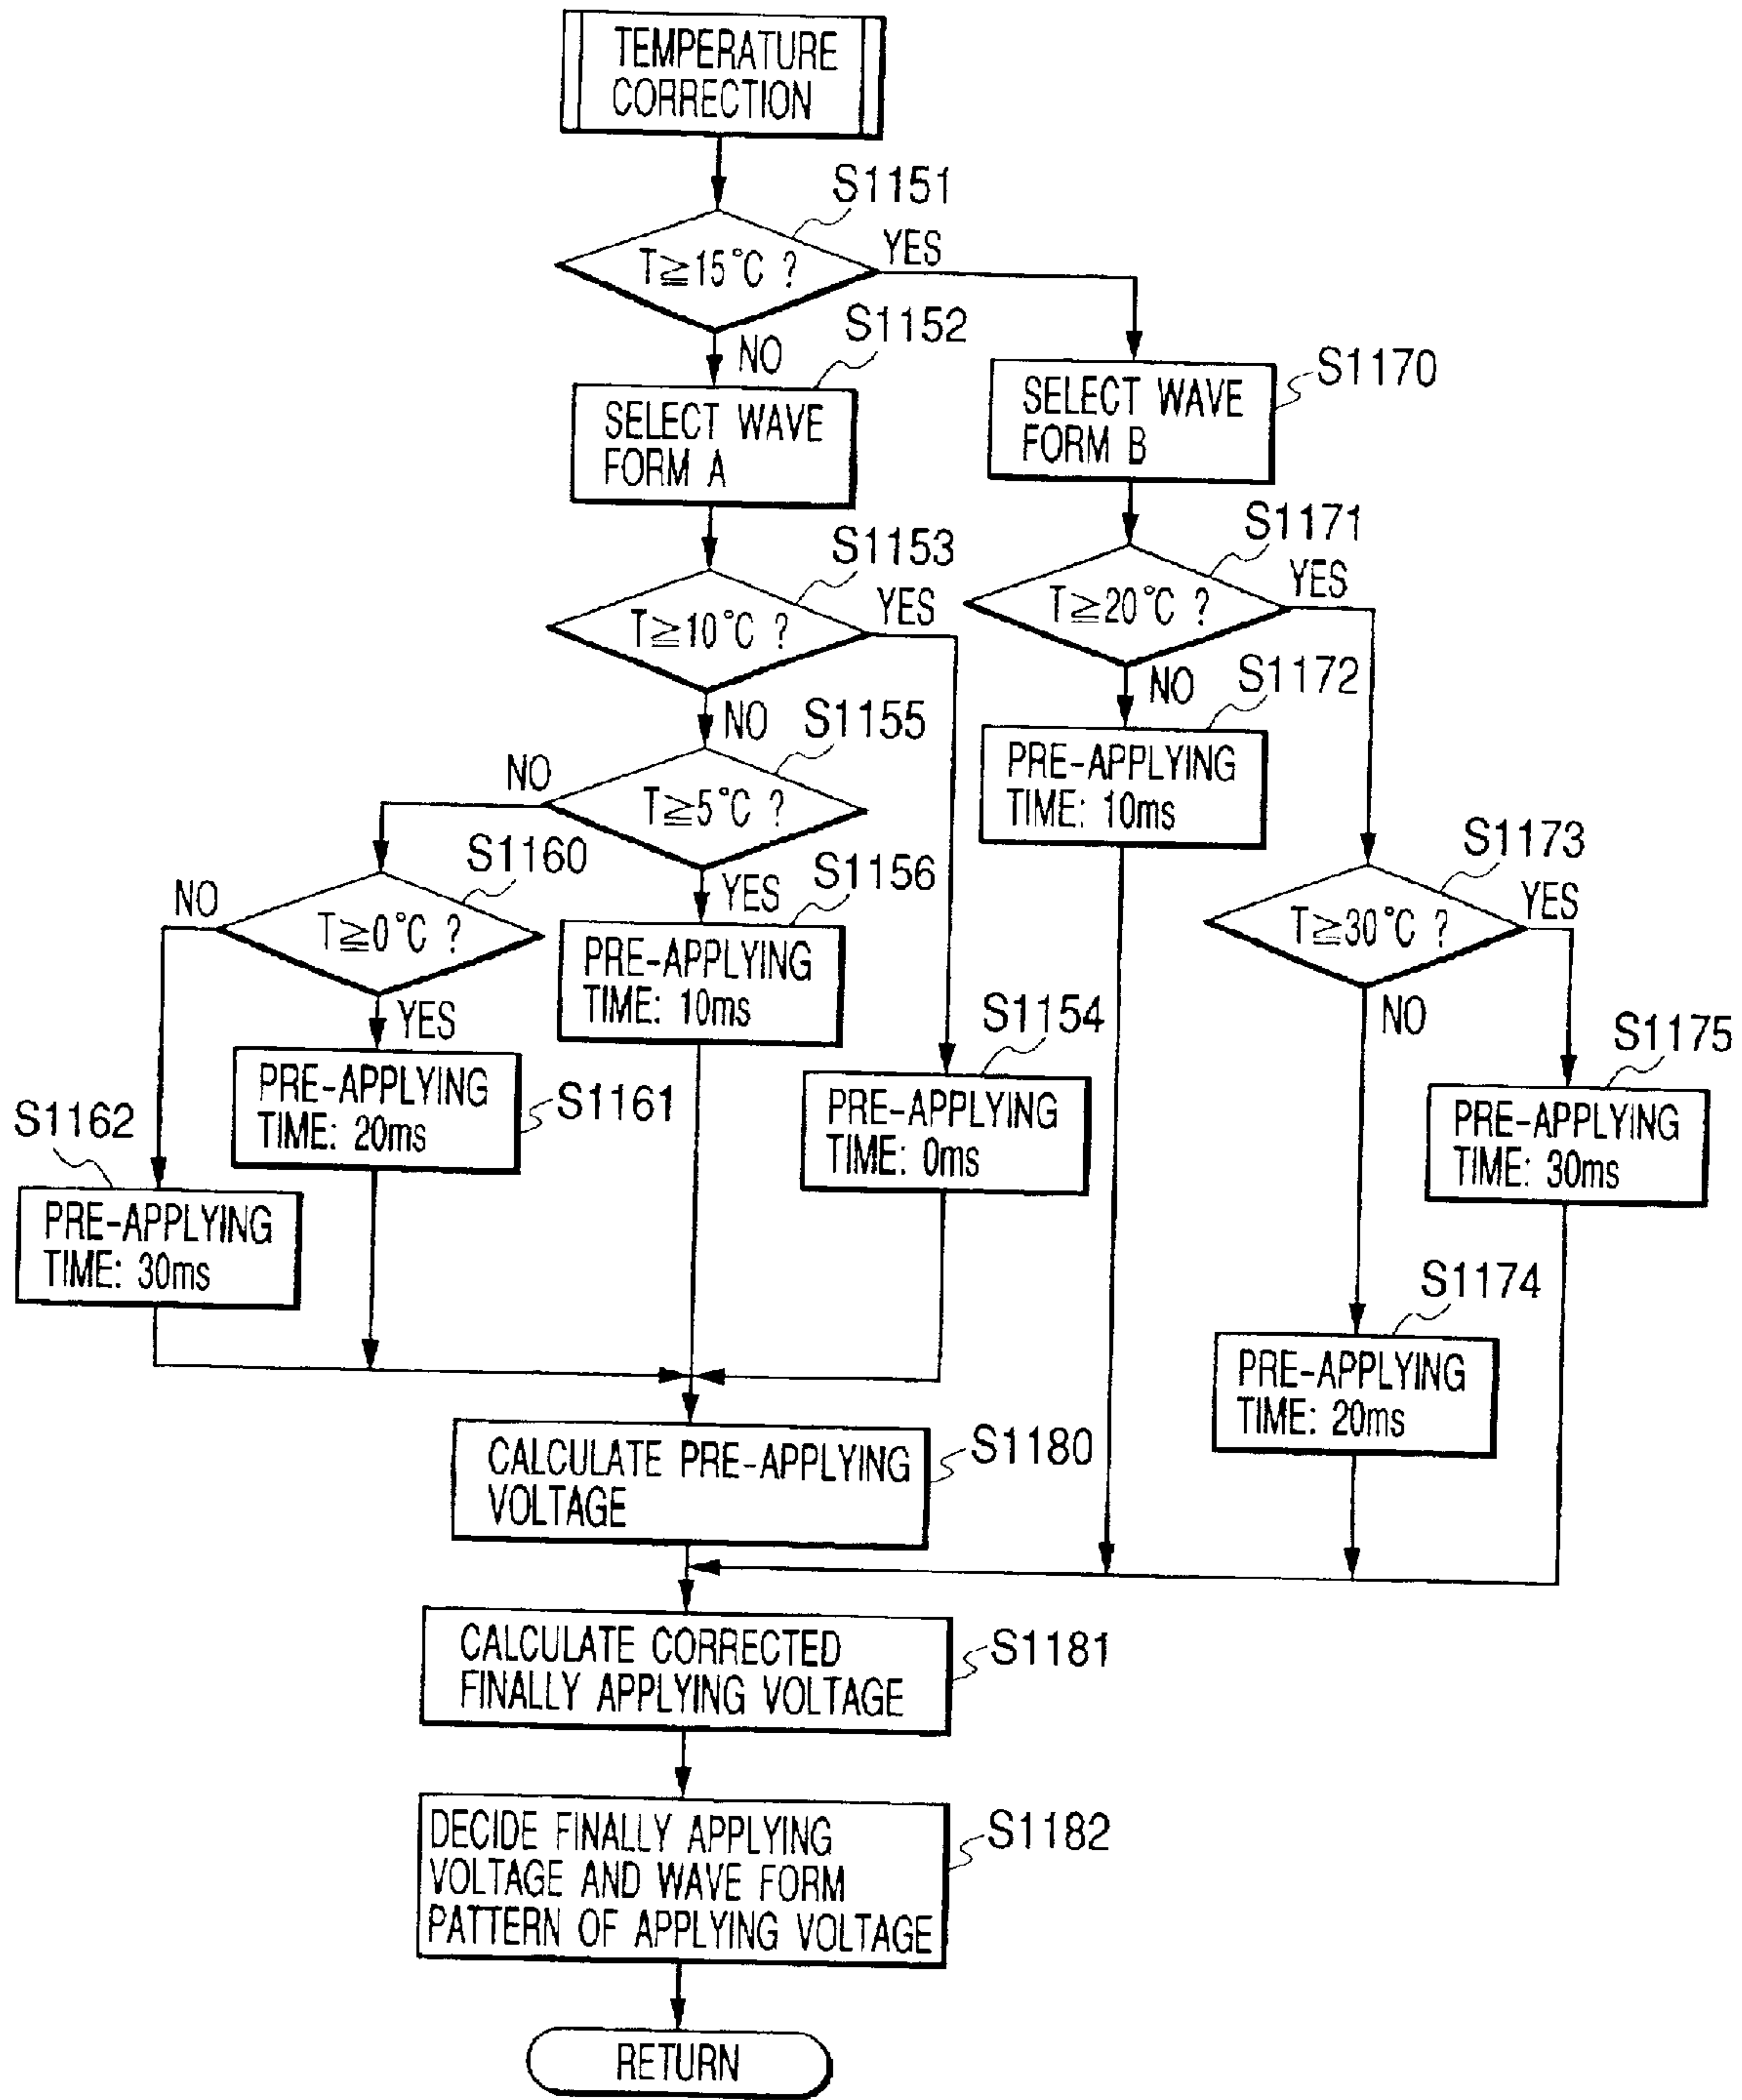 TEMPERATURE
CORRECTION
S1151
T≧15°C ?
YES
NO
S1152
SELECT WAVE
FORM A
S1170
SELECT WAVE
FORM B
S1153
T≧10°C ?
YES
NO
S1171
T≧20°C ?
YES
NO
S1155
T≧5°C ?
NO
YES
S1172
PRE-APPLYING
TIME: 10ms
S1160
T≧0°C ?
NO
YES
S1156
PRE-APPLYING
TIME: 10ms
S1173
T≧30°C ?
YES
NO
S1154
PRE-APPLYING
TIME: 0ms
S1175
PRE-APPLYING
TIME: 30ms
PRE-APPLYING
TIME: 20ms
S1161
S1162
PRE-APPLYING
TIME: 30ms
S1174
PRE-APPLYING
TIME: 20ms
CALCULATE PRE-APPLYING
VOLTAGE
S1180
CALCULATE CORRECTED
FINALLY APPLYING VOLTAGE
S1181
DECIDE FINALLY APPLYING
VOLTAGE AND WAVE FORM
PATTERN OF APPLYING VOLTAGE
S1182
RETURN